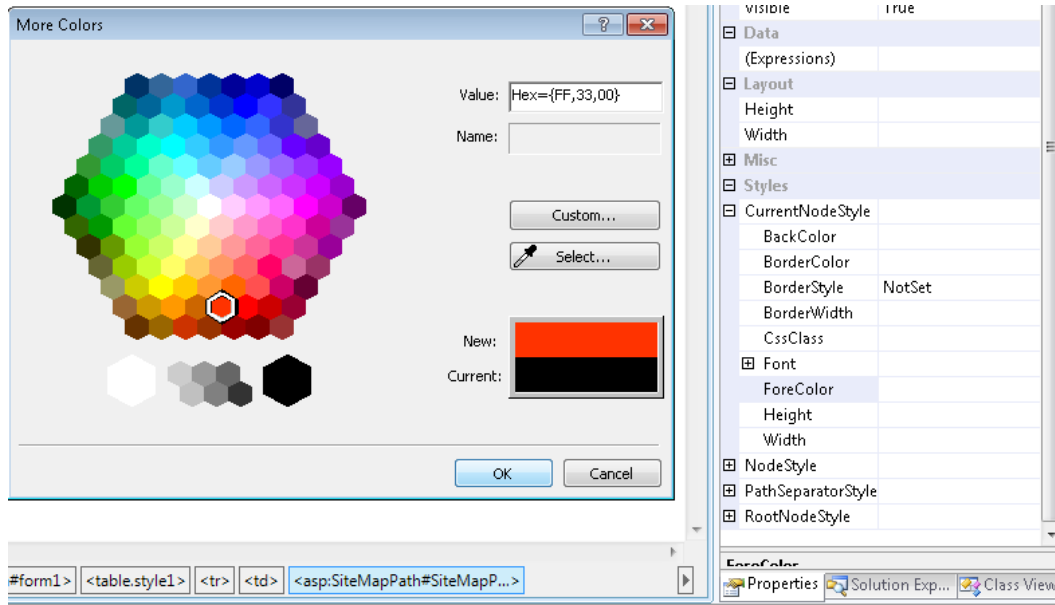 More Colors
Value: Hex={FF,33,00}
Name:
Custom...
Select...
New:
Current:
OK Cancel
#form1> <table.style1> <tr> <td> <asp:SiteMapPath#SiteMapP...>
Visible True
Data
(Expressions)
Layout
Height
Width
Misc
Styles
CurrentNodeStyle
BackColor
BorderColor
BorderStyle NotSet
BorderWidth
CssClass
Font
ForeColor
Height
Width
NodeStyle
PathSeparatorStyle
RootNodeStyle
ForeColor
Properties Solution Exp... Class View